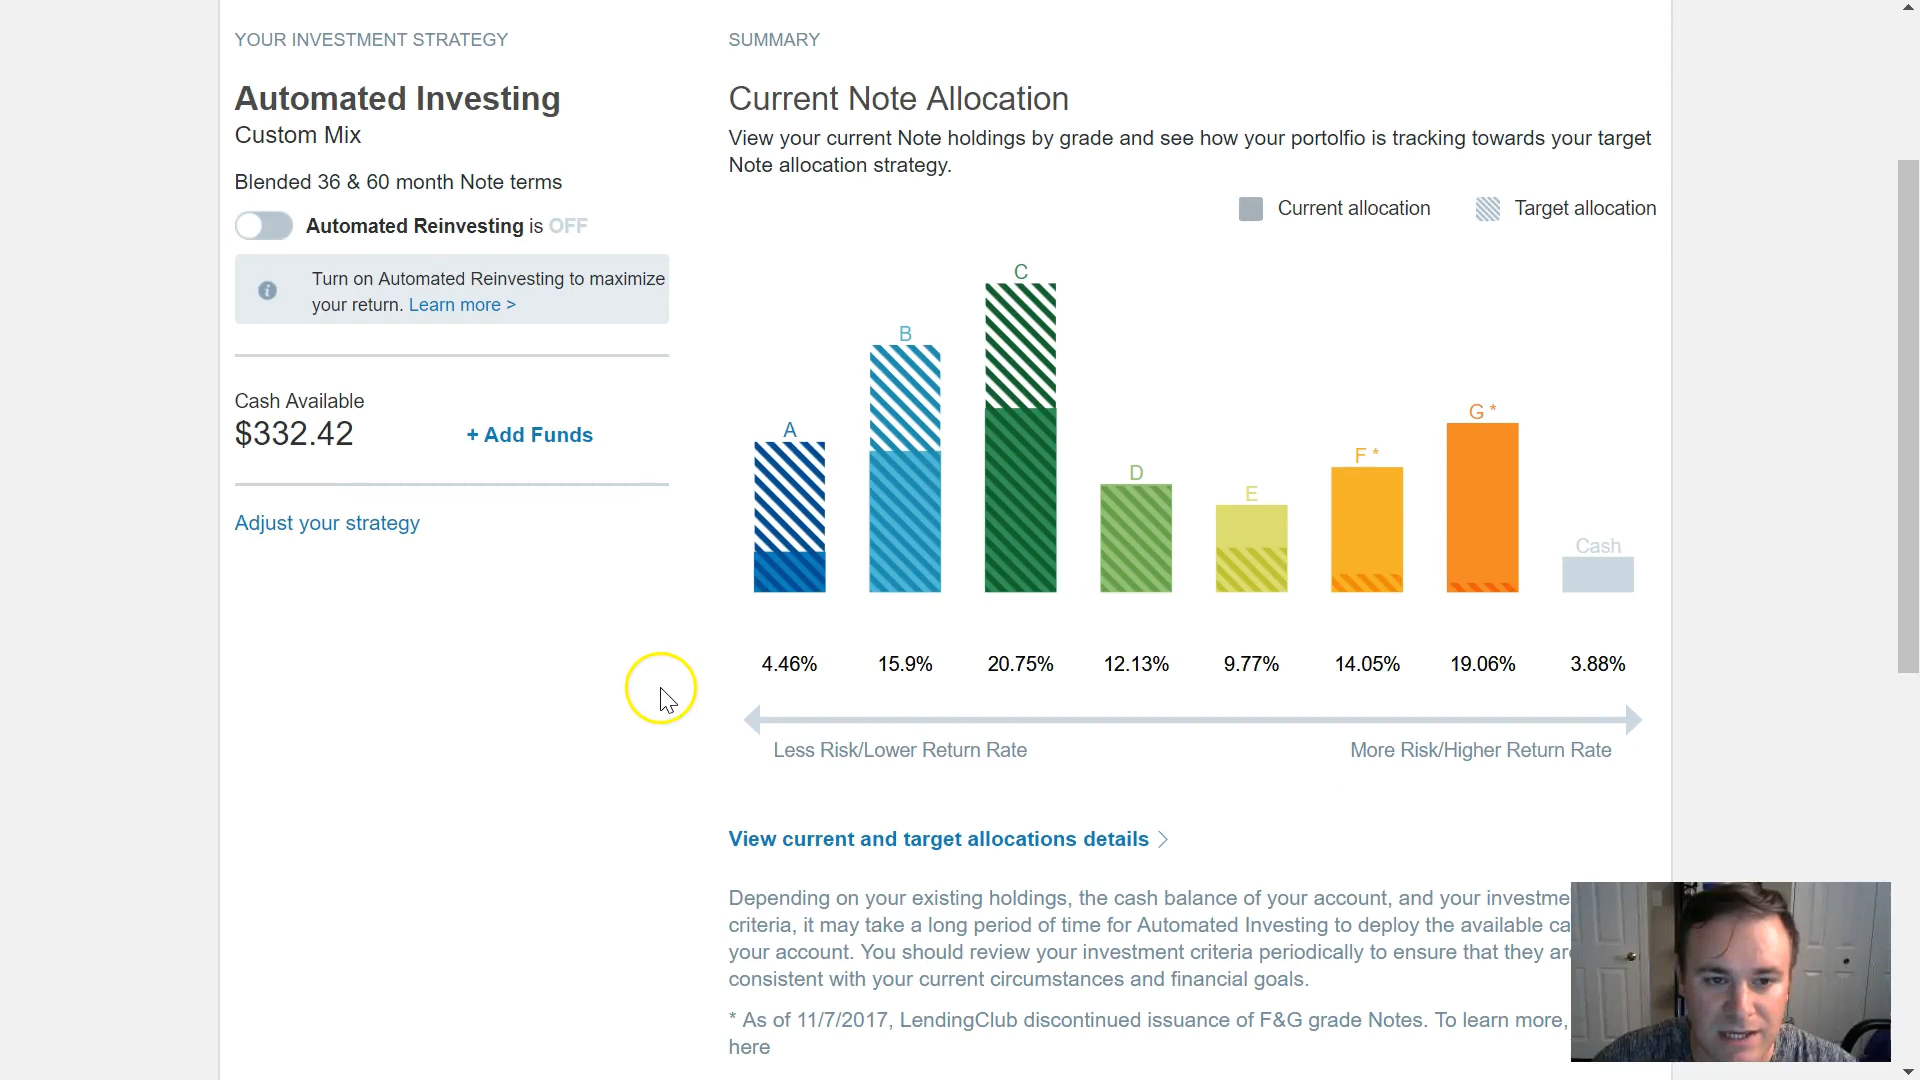 YOUR INVESTMENT STRATEGY
Automated Investing
Custom Mix
Blended 36 & 60 month Note terms
Automated Reinvesting is OFF
Turn on Automated Reinvesting to maximize
your return. Learn more >
Cash Available
$332.42
+ Add Funds
Adjust your strategy
SUMMARY
Current Note Allocation
View your current Note holdings by grade and see how your portolfio is tracking towards your target
Note allocation strategy.
Current allocation
Target allocation
A
B
C
D
E
F *
G *
Cash
4.46%
15.9%
20.75%
12.13%
9.77%
14.05%
19.06%
3.88%
Less Risk/Lower Return Rate
More Risk/Higher Return Rate
View current and target allocations details >
Depending on your existing holdings, the cash balance of your account, and your investme
criteria, it may take a long period of time for Automated Investing to deploy the available ca
your account. You should review your investment criteria periodically to ensure that they are
consistent with your current circumstances and financial goals.
* As of 11/7/2017, LendingClub discontinued issuance of F&G grade Notes. To learn more,
here